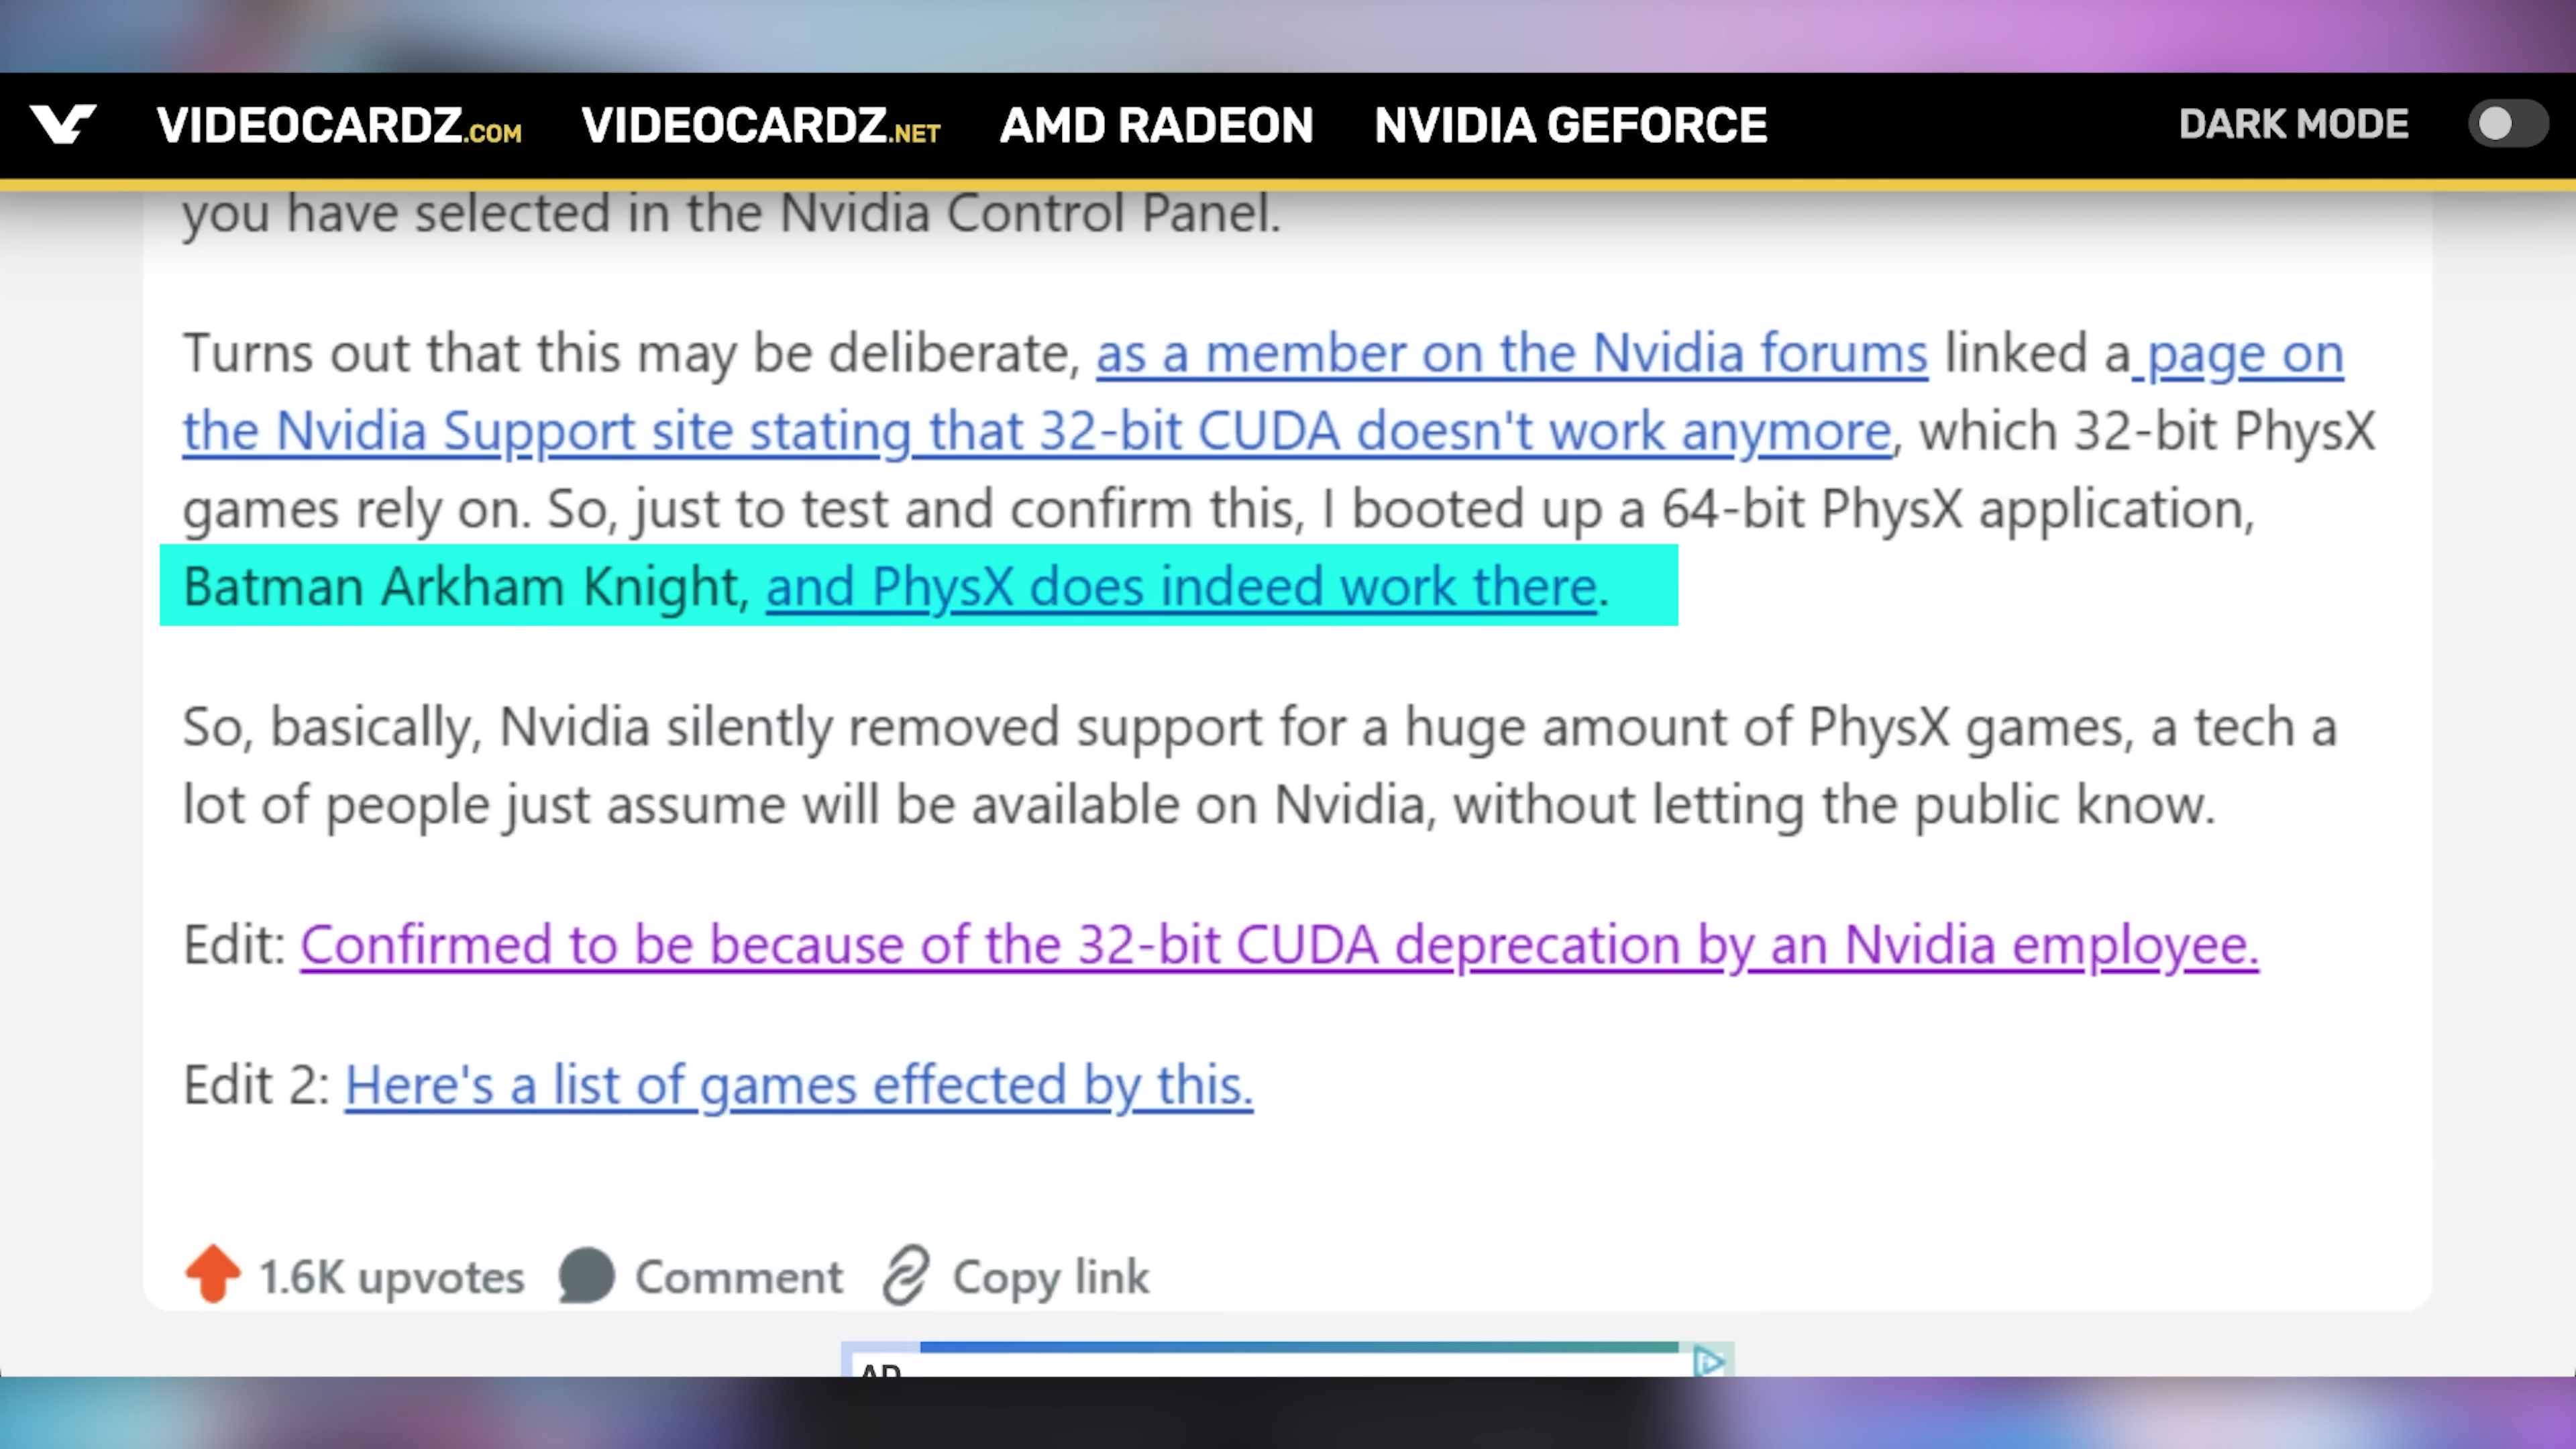 VIDEOCARDZ.COM VIDEOCARDZ.NET AMD RADEON NVIDIA GEFORCE DARK MODE
you have selected in the Nvidia Control Panel.
Turns out that this may be deliberate, as a member on the Nvidia forums linked a page on
the Nvidia Support site stating that 32-bit CUDA doesn't work anymore, which 32-bit PhysX
games rely on. So, just to test and confirm this, I booted up a 64-bit PhysX application,
Batman Arkham Knight, and PhysX does indeed work there.
So, basically, Nvidia silently removed support for a huge amount of PhysX games, a tech a
lot of people just assume will be available on Nvidia, without letting the public know.
Edit: Confirmed to be because of the 32-bit CUDA deprecation by an Nvidia employee.
Edit 2: Here's a list of games effected by this.
1.6K upvotes Comment Copy link
AD